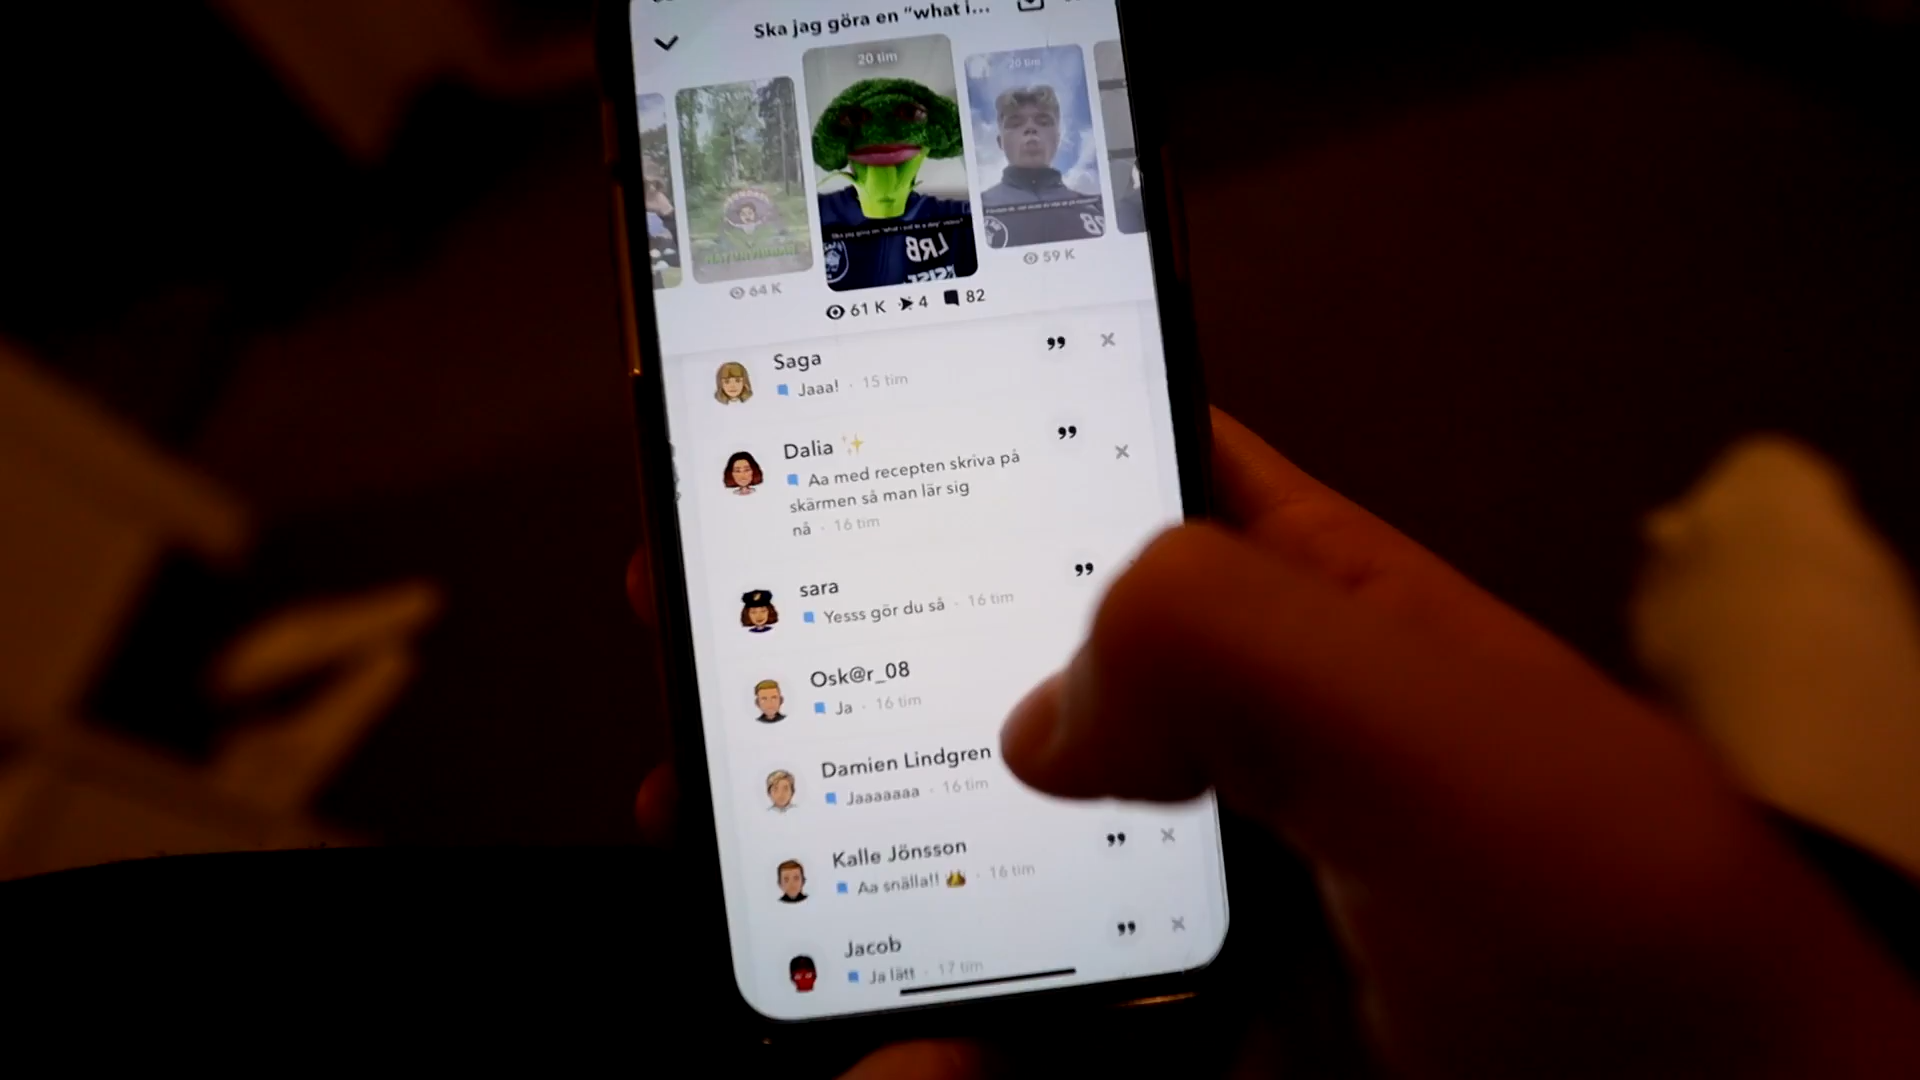 Ska jag göra en "what i...
20 tim
20 tim
LRB
64 K
61 K 4 82
59 K
Saga
Jaaa! · 15 tim
Dalia ✨
Aa med recepten skriva på
skärmen så man lär sig
nå · 16 tim
sara
Yesss gör du så · 16 tim
Osk@r_08
Ja · 16 tim
Damien Lindgren
Jaaaaaaa · 16 tim
Kalle Jönsson
Aa snälla!! 🙏 · 16 tim
Jacob
Ja lätt · 17 tim